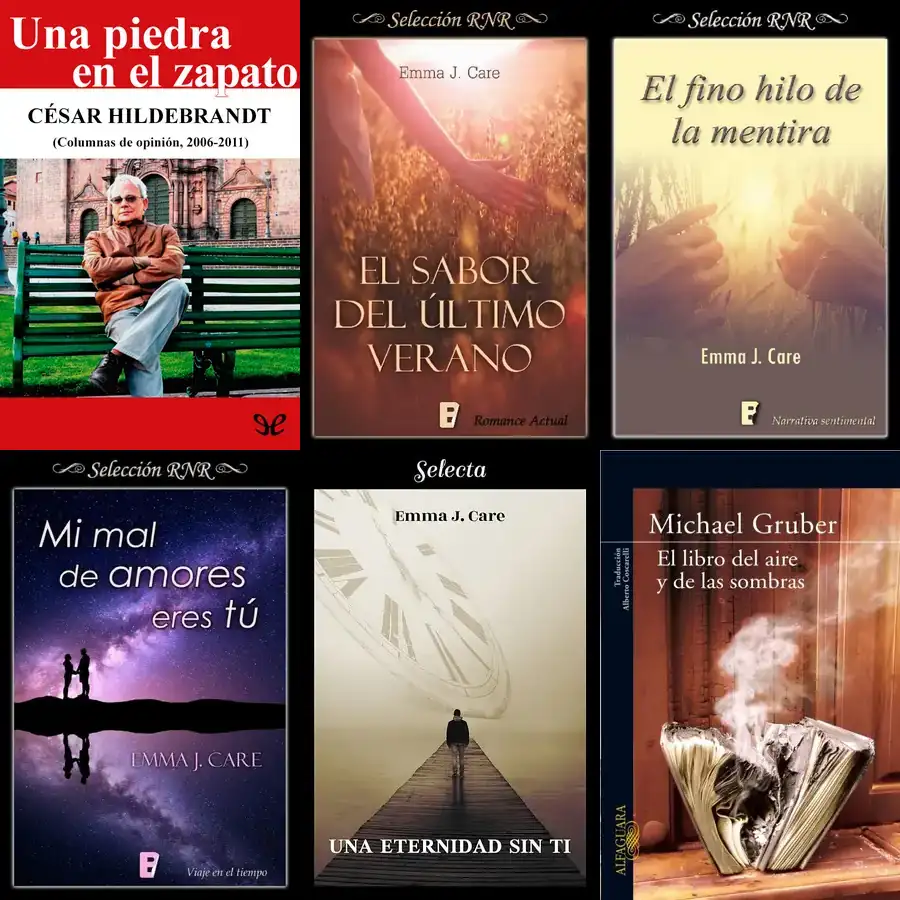 Una piedra
en el zapato
CÉSAR HILDEBRANDT
(Columnas de opinión, 2006-2011)
Selección RNR
Emma J. Care
EL SABOR
DEL ÚLTIMO
VERANO
B
Romance Actual
Selección RNR
El fino hilo de
la mentira
Emma J. Care
B
Narrativa sentimental
Selección RNR
Mi mal
de amores
eres tú
EMMA J. CARE
B
Viaje en el tiempo
Selecta
Emma J. Care
UNA ETERNIDAD SIN TI
Michael Gruber
El libro del aire
y de las sombras
Traducción
Alberto Coscarelli
ALFAGUARA